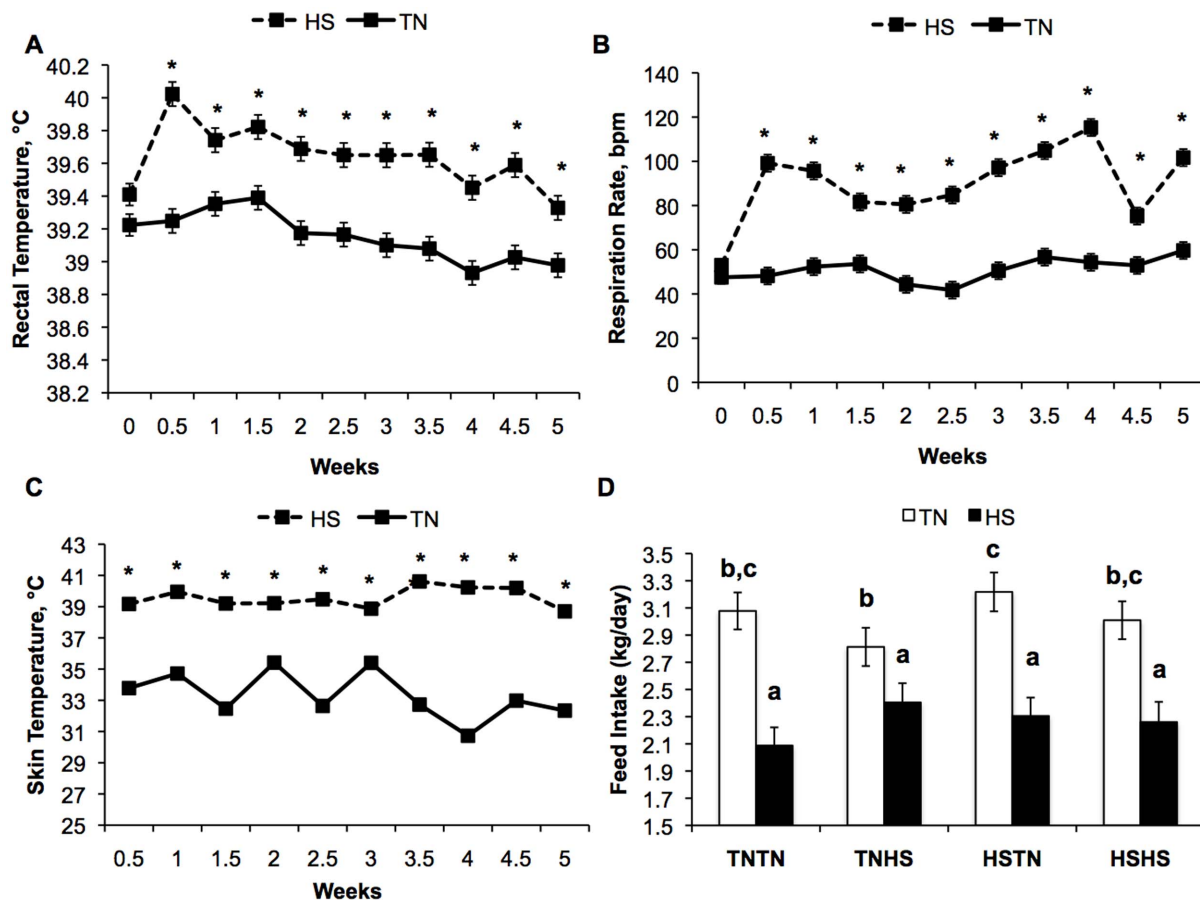 A
HS TN
Rectal Temperature, °C
40.2
40
39.8
39.6
39.4
39.2
39
38.8
38.6
38.4
38.2
* * * * * * * * * *
0 0.5 1 1.5 2 2.5 3 3.5 4 4.5 5
Weeks
B
HS TN
Respiration Rate, bpm
140
120
100
80
60
40
20
0
* * * * * * * * * *
0 0.5 1 1.5 2 2.5 3 3.5 4 4.5 5
Weeks
C
HS TN
Skin Temperature, °C
43
41
39
37
35
33
31
29
27
25
* * * * * * * * * *
0.5 1 1.5 2 2.5 3 3.5 4 4.5 5
Weeks
D
TN HS
Feed Intake (kg/day)
3.5
3.3
3.1
2.9
2.7
2.5
2.3
2.1
1.9
1.7
1.5
b,c a b a c a b,c a
TNTN TNHS HSTN HSHS